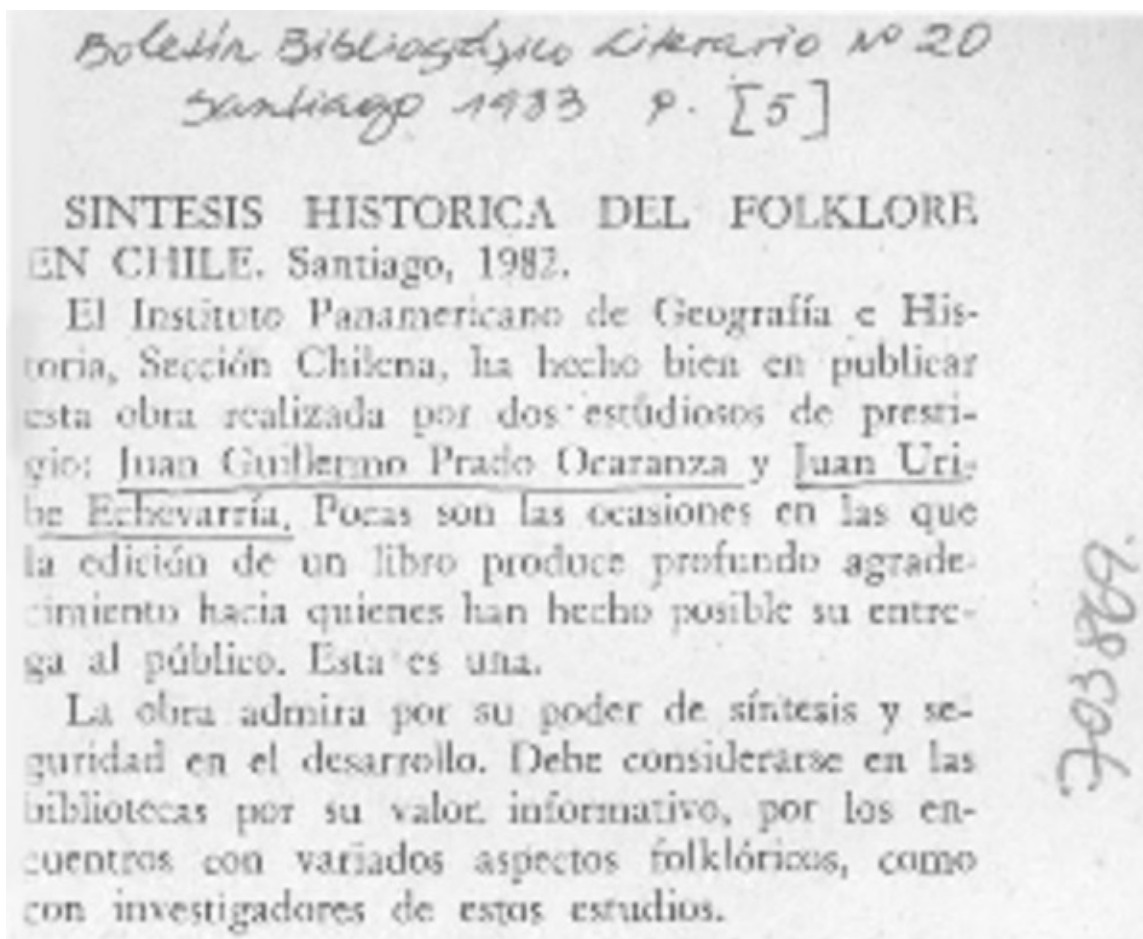 Boletín Bibliográfico Literario Nº 20
Santiago 1983 p. [5]
SINTESIS HISTORICA DEL FOLKLORE
EN CHILE. Santiago, 1982.
El Instituto Panamericano de Geografía e His-
toria, Sección Chilena, ha hecho bien en publicar
esta obra realizada por dos estúdiosos de presti-
gio: Juan Guillermo Prado Ocaranza y Juan Uri-
be Echevarría. Pocas son las ocasiones en las que
la edición de un libro produce profundo agrade-
cimiento hacia quienes han hecho posible su entre-
ga al público. Esta es una.
La obra admira por su poder de síntesis y se-
guridad en el desarrollo. Debe considerarse en las
bibliotecas por su valor informativo, por los en-
cuentros con variados aspectos folklóricos, como
con investigadores de estos estudios.
703869.